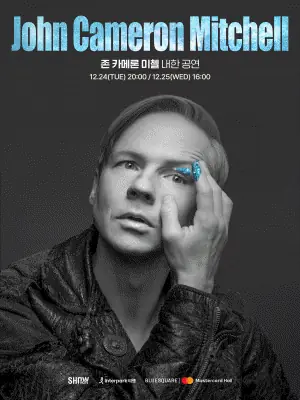 John Cameron Mitchell
존 카메론 미첼 내한 공연
12.24(TUE) 20:00 / 12.25(WED) 16:00
SHOW interpark BLUESQUARE mastercard Hall